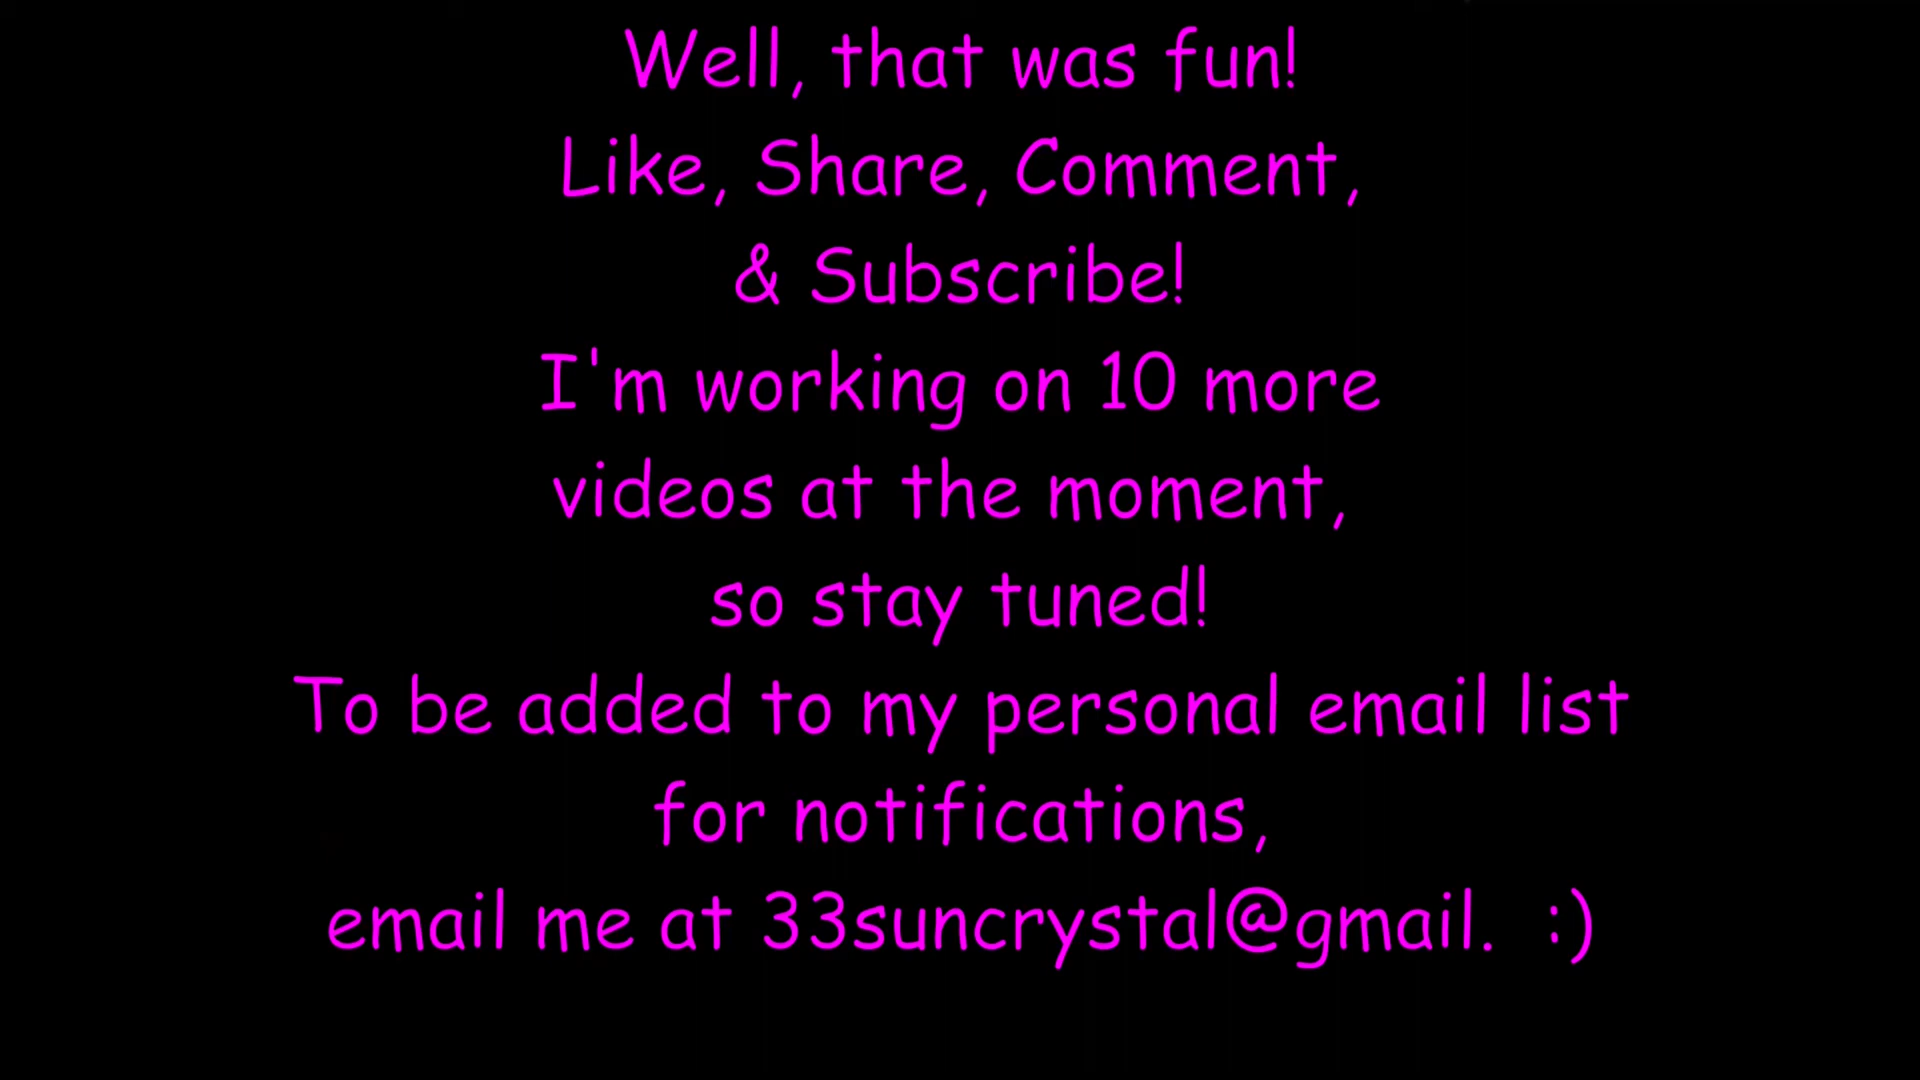 Well, that was fun!
Like, Share, Comment,
& Subscribe!
I'm working on 10 more
videos at the moment,
so stay tuned!
To be added to my personal email list
for notifications,
email me at 33suncrystal@gmail.  :)